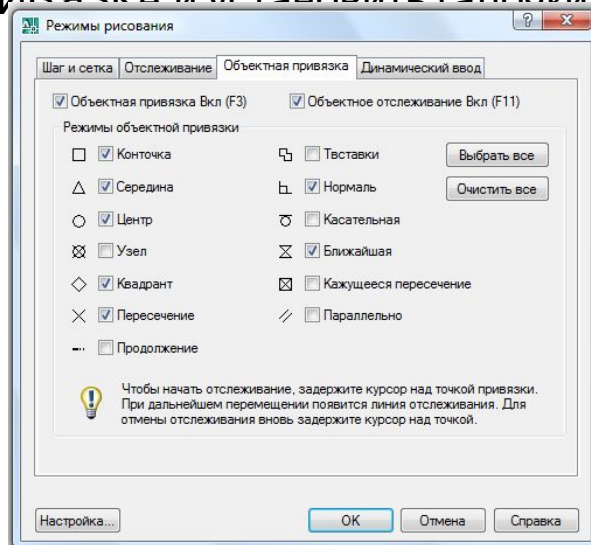 Режимы рисования
Шаг и сетка Отслеживание Объектная привязка Динамический ввод
Объектная привязка Вкл (F3) Объектное отслеживание Вкл (F11)
Режимы объектной привязки
Конточка Твставки Выбрать все
Середина Нормаль Очистить все
Центр Касательная
Узел Ближайшая
Квадрант Кажущееся пересечение
Пересечение Параллельно
Продолжение
Чтобы начать отслеживание, задержите курсор над точкой привязки.
При дальнейшем перемещении появится линия отслеживания. Для
отмены отслеживания вновь задержите курсор над точкой.
Настройка... OK Отмена Справка